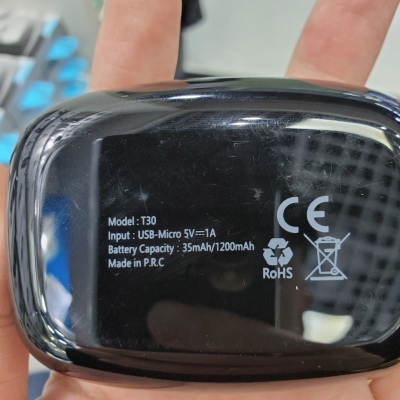 Model : T30
Input : USB-Micro 5V⎓1A
Battery Capacity : 35mAh/1200mAh
Made in P.R.C
CE
RoHS